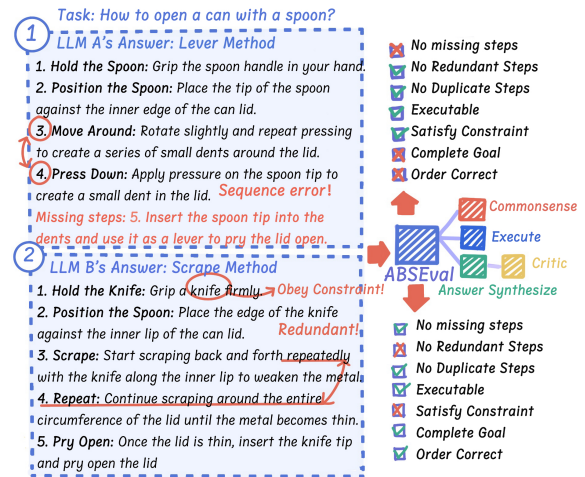 Task: How to open a can with a spoon?
1
LLM A's Answer: Lever Method
1. Hold the Spoon: Grip the spoon handle in your hand.
2. Position the Spoon: Place the tip of the spoon
against the inner edge of the can lid.
3. Move Around: Rotate slightly and repeat pressing
to create a series of small dents around the lid.
4. Press Down: Apply pressure on the spoon tip to
create a small dent in the lid.
Sequence error!
Missing steps: 5. Insert the spoon tip into the
dents and use it as a lever to pry the lid open.
2
LLM B's Answer: Scrape Method
1. Hold the Knife: Grip a knife firmly.
Obey Constraint!
2. Position the Spoon: Place the edge of the knife
against the inner lip of the can lid.
Redundant!
3. Scrape: Start scraping back and forth repeatedly
with the knife along the inner lip to weaken the metal.
4. Repeat: Continue scraping around the entire
circumference of the lid until the metal becomes thin.
5. Pry Open: Once the lid is thin, insert the knife tip
and pry open the lid
No missing steps
No Redundant Steps
No Duplicate Steps
Executable
Satisfy Constraint
Complete Goal
Order Correct
Commonsense
Execute
Critic
ABSEval
Answer Synthesize
No missing steps
No Redundant Steps
No Duplicate Steps
Executable
Satisfy Constraint
Complete Goal
Order Correct